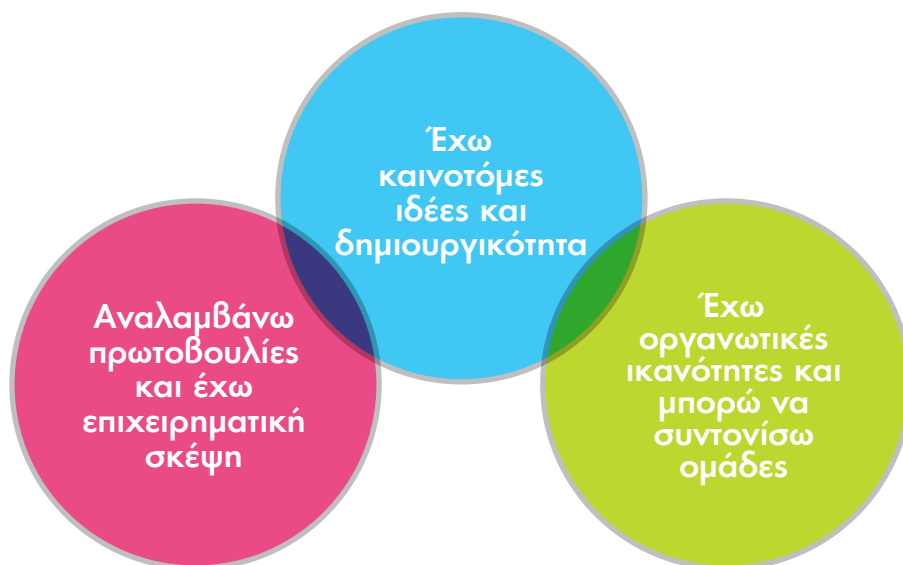 Έχω
καινοτόμες
ιδέες και
δημιουργικότητα
Αναλαμβάνω
πρωτοβουλίες
και έχω
επιχειρηματική
σκέψη
Έχω
οργανωτικές
ικανότητες και
μπορώ να
συντονίσω
ομάδες